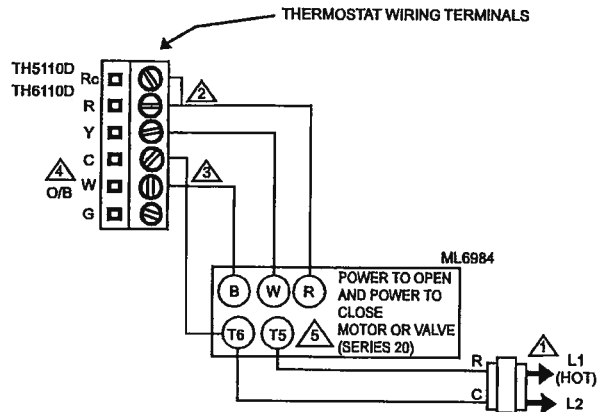 THERMOSTAT WIRING TERMINALS
TH5110D
TH6110D
Rc
R
Y
C
W
O/B
G
2
3
4
ML6984
B W R
POWER TO OPEN
AND POWER TO
CLOSE
MOTOR OR VALVE
(SERIES 20)
T6 T5
5
R
C
1
L1
(HOT)
L2